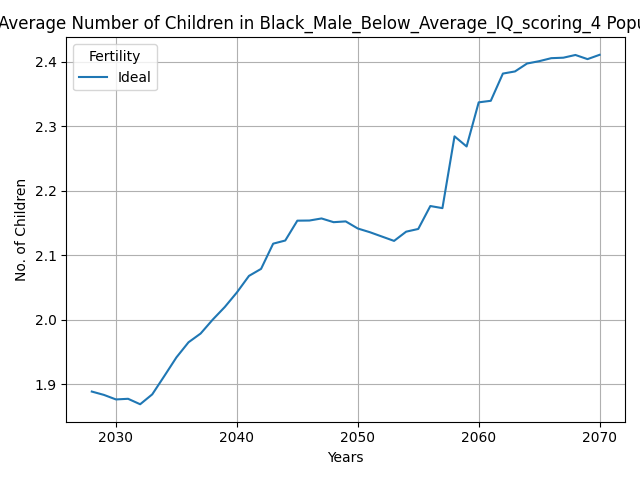 Average Number of Children in Black_Male_Below_Average_IQ_scoring_4
Fertility
Ideal
No. of Children
2.4
2.3
2.2
2.1
2.0
1.9
2030 2040 2050 2060 2070
Years